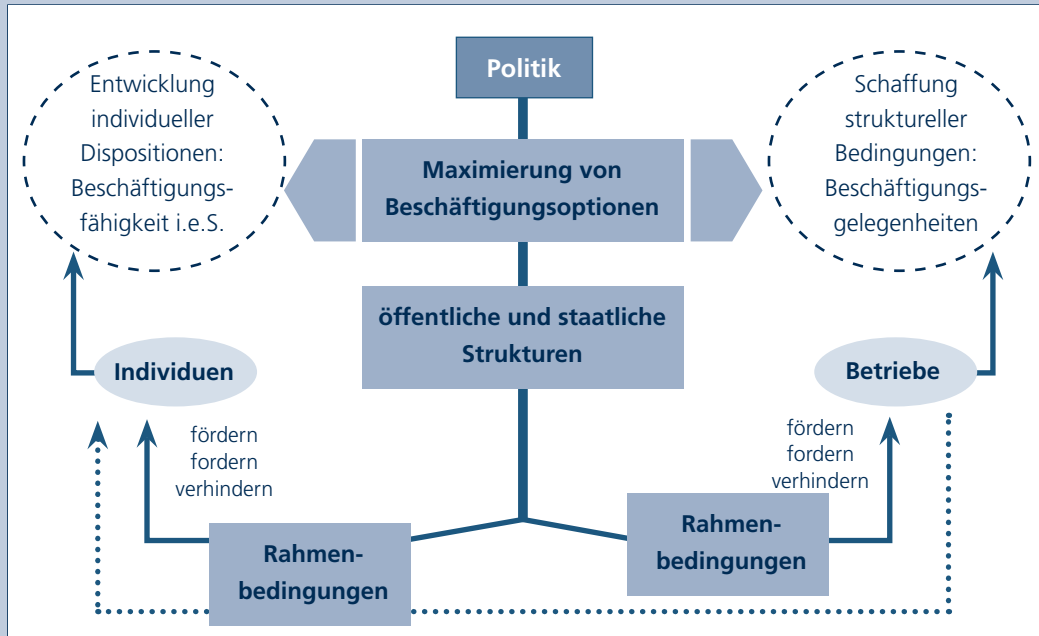 Politik
Entwicklung
individueller
Dispositionen:
Beschäftigungs-
fähigkeit i.e.S.
Maximierung von
Beschäftigungsoptionen
Schaffung
struktureller
Bedingungen:
Beschäftigungs-
gelegenheiten
öffentliche und staatliche
Strukturen
Individuen
Betriebe
fördern
fordern
verhindern
fördern
fordern
verhindern
Rahmen-
bedingungen
Rahmen-
bedingungen